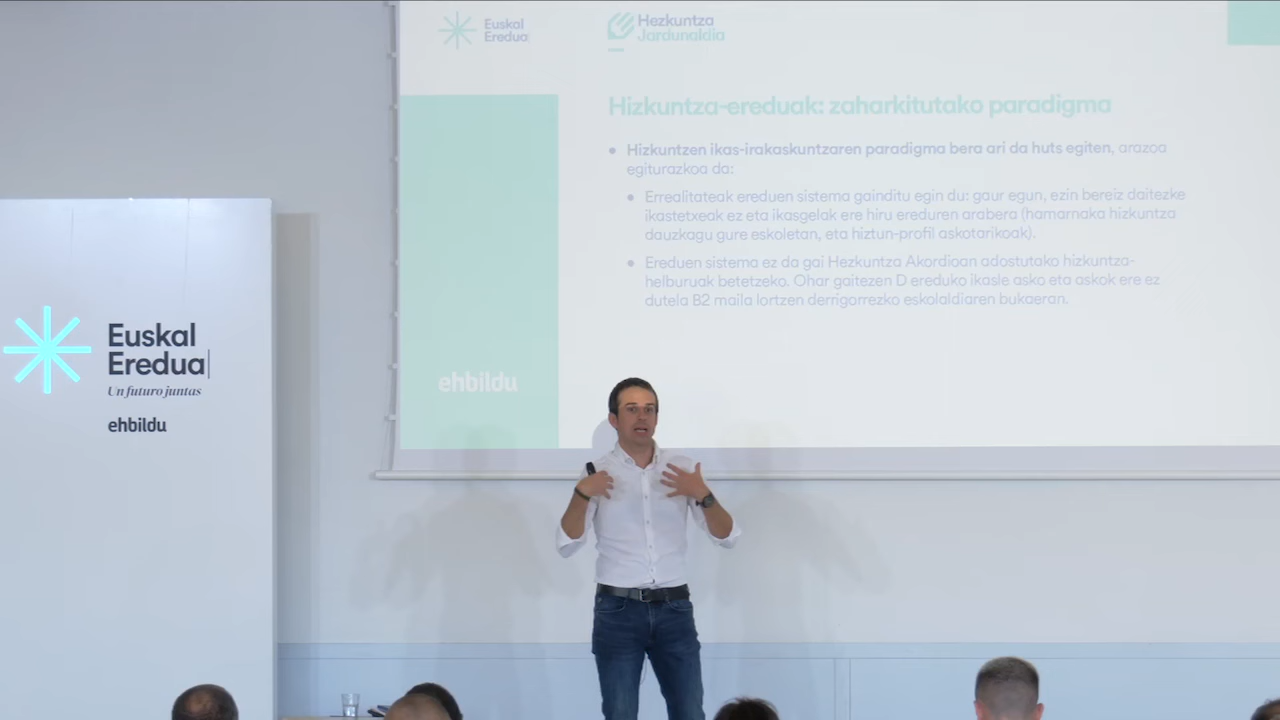 Euskal
Eredua
Hezkuntza
Jardunaldia
Hizkuntza-ereduak: zaharkitutako paradigma
• Hizkuntzen ikas-irakaskuntzaren paradigma bera ari da huts egiten, arazoa
egiturazkoa da:
• Errealitateak ereduen sistema gainditu egin du: gaur egun, ezin bereiz daitezke
ikastetxeak ez eta ikasgelak ere hiru ereduren arabera (hamarnaka hizkuntza
dauzkagu gure eskoletan, eta hiztun-profil askotarikoak).
• Ereduen sistema ez da gai Hezkuntza Akordioan adostutako hizkuntza-
helburuak betetzeko. Ohar gaitezen D ereduko ikasle asko eta askok ere ez
dutela B2 maila lortzen derrigorrezko eskolaldiaren bukaeran.
ehbildu
Euskal
Eredua
Un futuro juntas
ehbildu